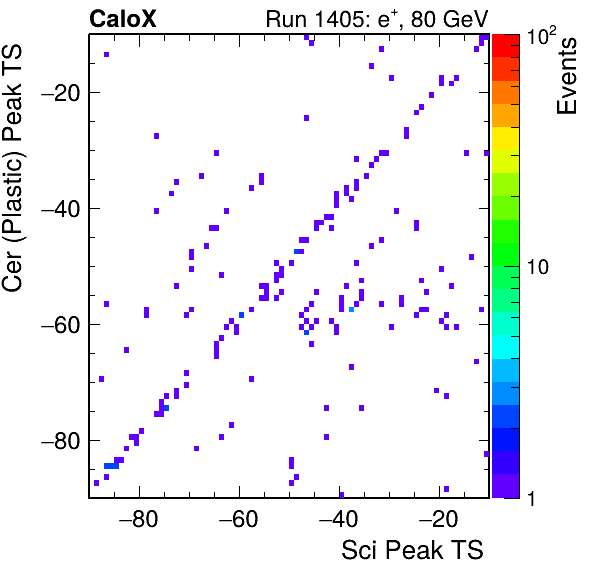 CaloX Run 1405: e⁺, 80 GeV
Cer (Plastic) Peak TS
−20
−40
−60
−80
−80 −60 −40 −20
Sci Peak TS
10²
10
1
Events